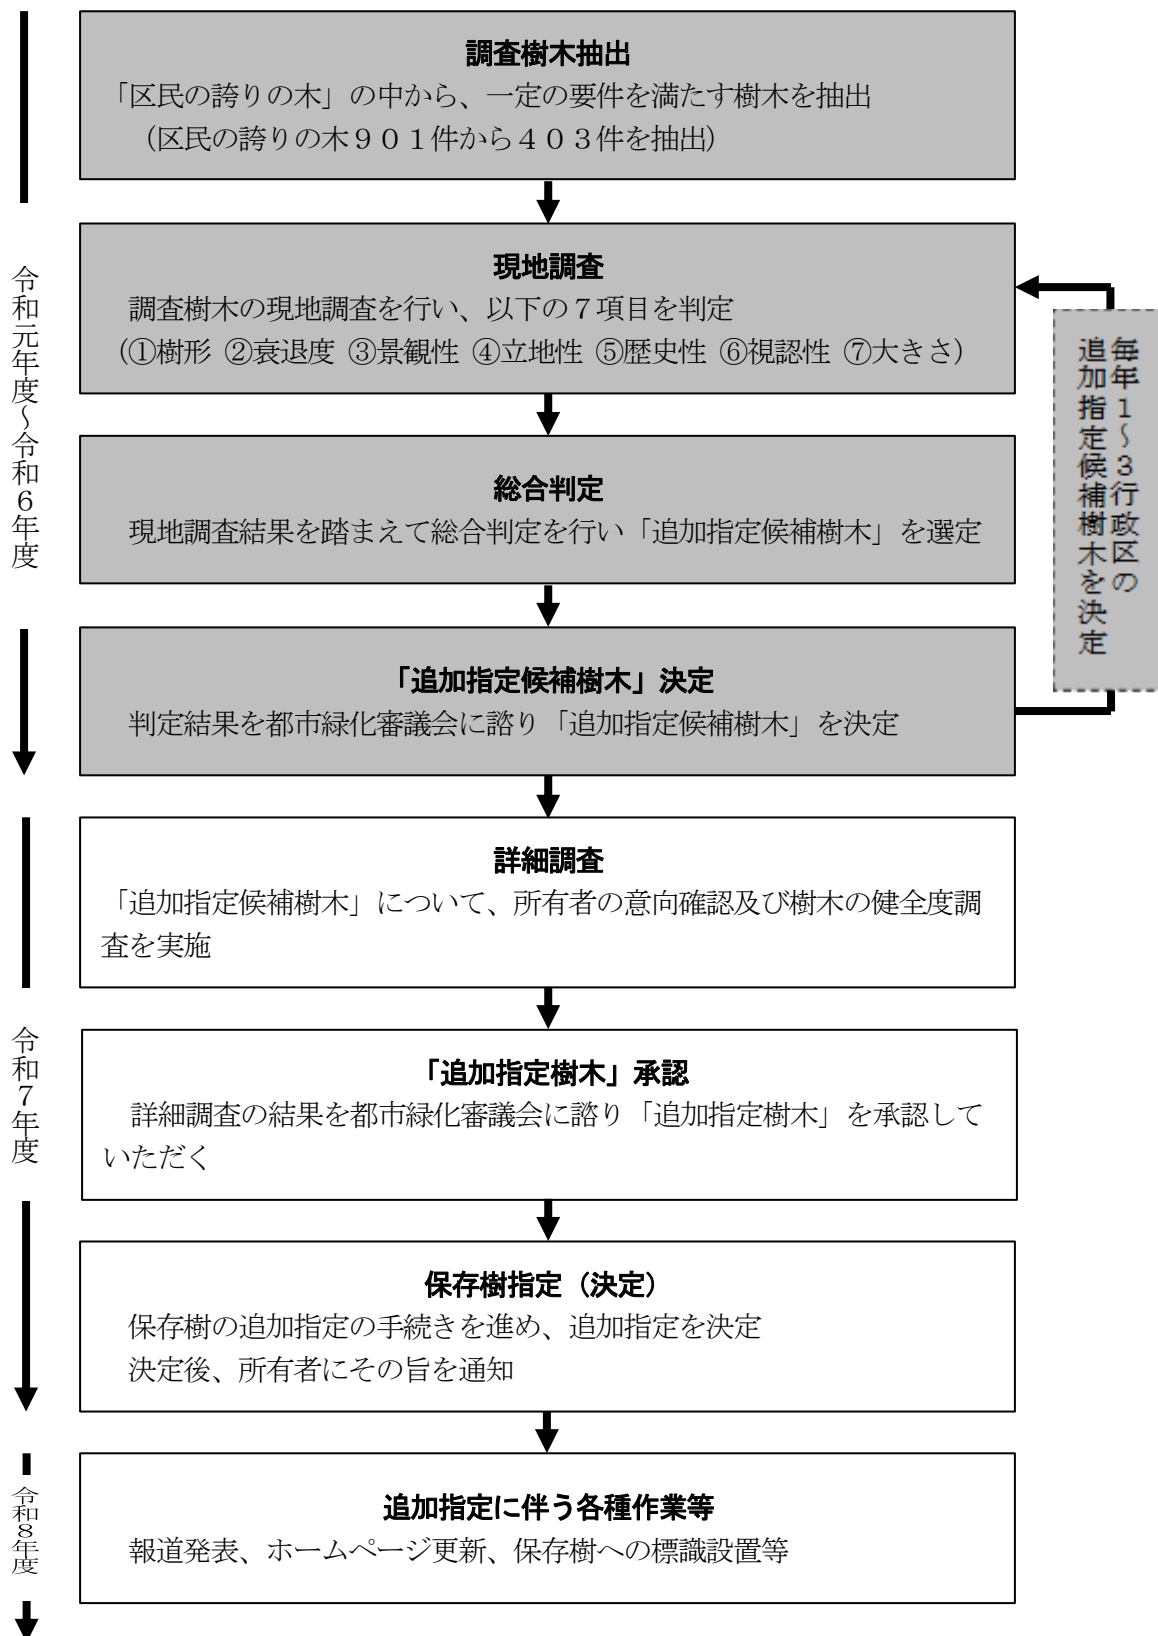 調査樹木抽出
「区民の誇りの木」の中から、一定の要件を満たす樹木を抽出
（区民の誇りの木９０１件から４０３件を抽出）
現地調査
調査樹木の現地調査を行い、以下の７項目を判定
（①樹形 ②衰退度 ③景観性 ④立地性 ⑤歴史性 ⑥視認性 ⑦大きさ）
総合判定
現地調査結果を踏まえて総合判定を行い「追加指定候補樹木」を選定
「追加指定候補樹木」決定
判定結果を都市緑化審議会に諮り「追加指定候補樹木」を決定
毎年１～３行政区の
追加指定候補樹木を決定
令和元年度～令和６年度
詳細調査
「追加指定候補樹木」について、所有者の意向確認及び樹木の健全度調
査を実施
「追加指定樹木」承認
詳細調査の結果を都市緑化審議会に諮り「追加指定樹木」を承認して
いただく
保存樹指定（決定）
保存樹の追加指定の手続きを進め、追加指定を決定
決定後、所有者にその旨を通知
令和７年度
追加指定に伴う各種作業等
報道発表、ホームページ更新、保存樹への標識設置等
令和８年度